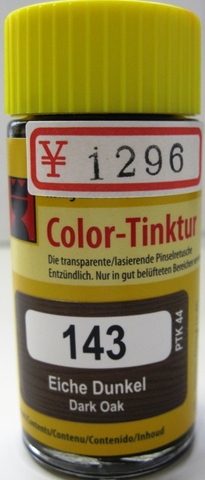 ¥ 1296
Color-Tinktur
Die transparente/lasierende Pinselretusche
Entzündlich. Nur in gut belüfteten Bereichen
143
PTK 44
Eiche Dunkel
Dark Oak
Contents/Contenu/Contenido/Inhoud